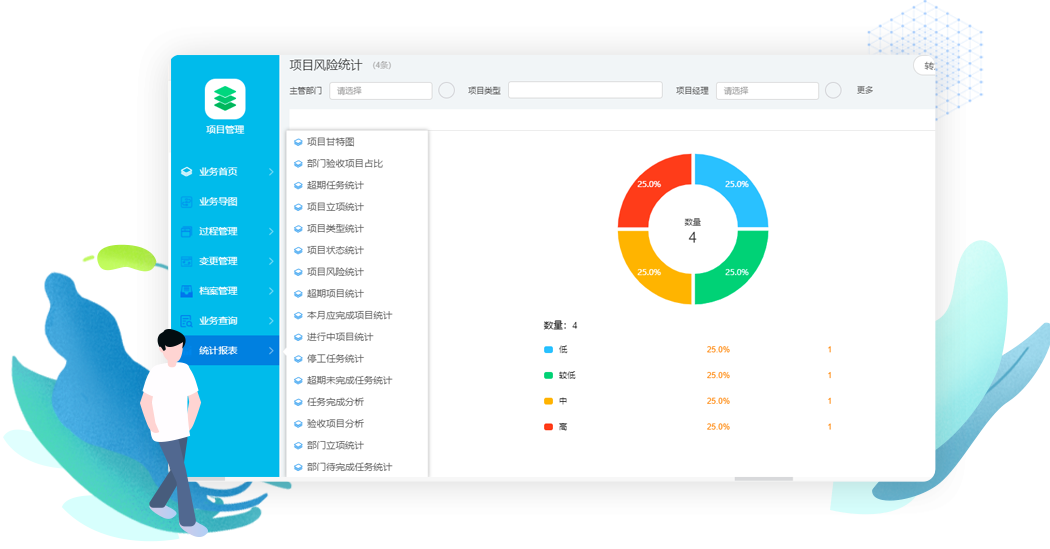 项目管理
业务首页
业务导图
过程管理
变更管理
档案管理
业务查询
统计报表
项目风险统计 (4条)
转
主管部门 请选择 项目类型 项目经理 请选择 更多
项目甘特图
部门验收项目占比
超期任务统计
项目立项统计
项目类型统计
项目状态统计
项目风险统计
超期项目统计
本月应完成项目统计
进行中项目统计
停工任务统计
超期未完成任务统计
任务完成分析
验收项目分析
部门立项统计
部门待完成任务统计
25.0% 25.0%
数量
4
25.0% 25.0%
数量: 4
低 25.0% 1
较低 25.0% 1
中 25.0% 1
高 25.0% 1